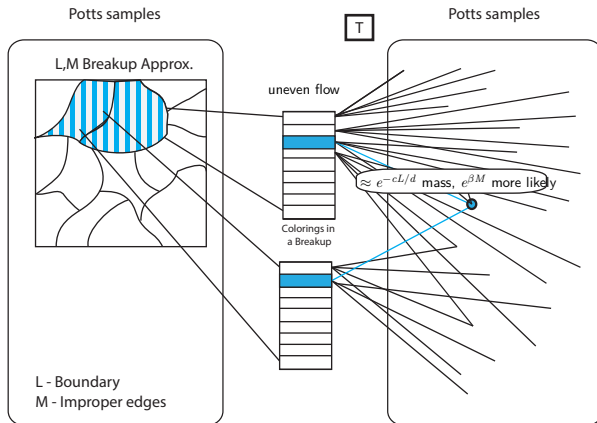 Potts samples
Potts samples
T
L,M Breakup Approx.
uneven flow
≈ e^{-cL/d} mass, e^{βM} more likely
Colorings in
a Breakup
L - Boundary
M - Improper edges